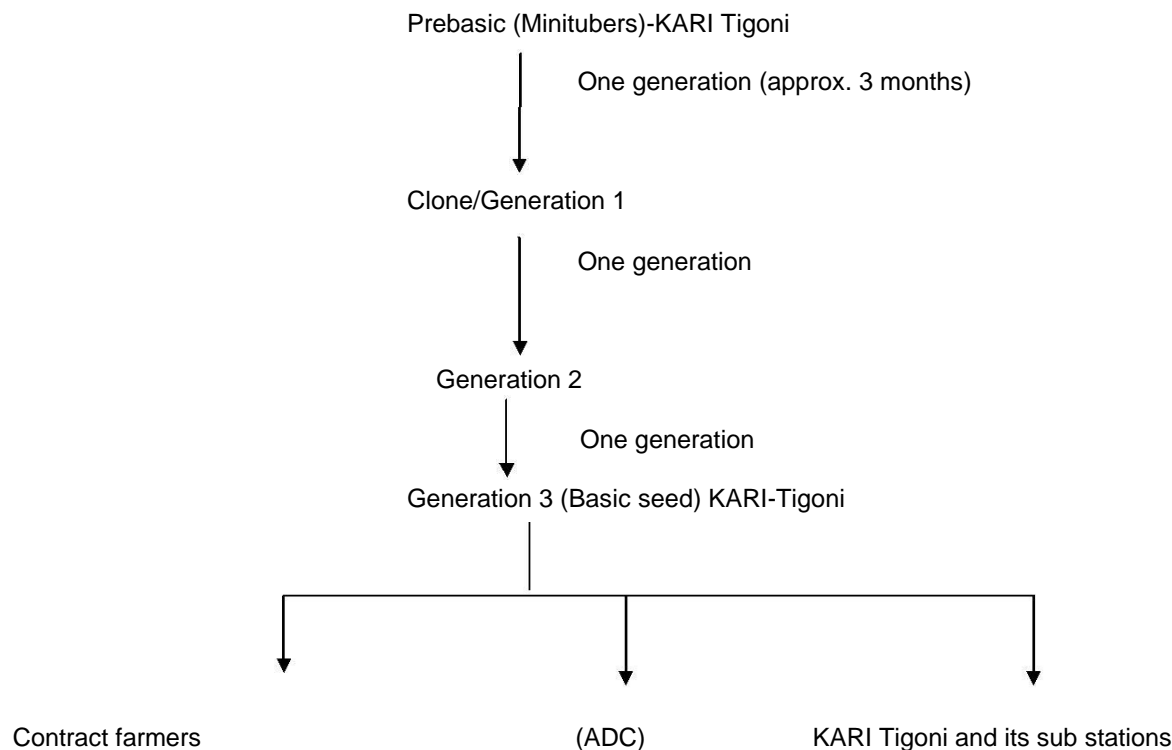 Prebasic (Minitubers)-KARI Tigoni
One generation (approx. 3 months)
Clone/Generation 1
One generation
Generation 2
One generation
Generation 3 (Basic seed) KARI-Tigoni
Contract farmers
(ADC)
KARI Tigoni and its sub stations